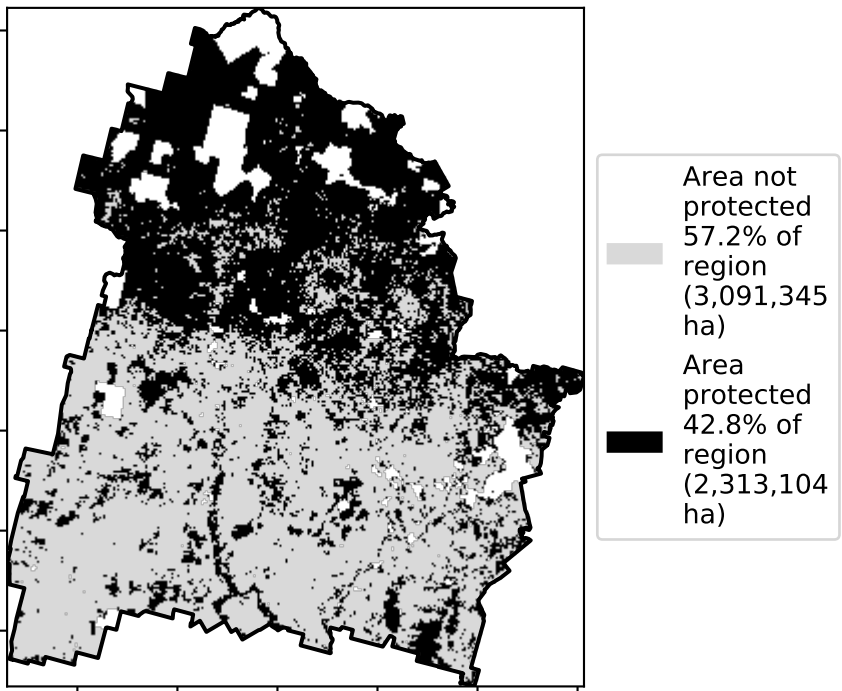 Area not
protected
57.2% of
region
(3,091,345
ha)
Area
protected
42.8% of
region
(2,313,104
ha)